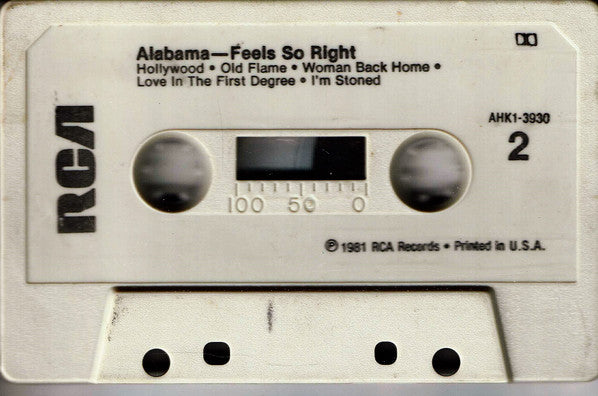 Alabama—Feels So Right
Hollywood • Old Flame • Woman Back Home •
Love In The First Degree • I'm Stoned
RCA
AHK1-3930
2
100 50 0
℗ 1981 RCA Records • Printed in U.S.A.